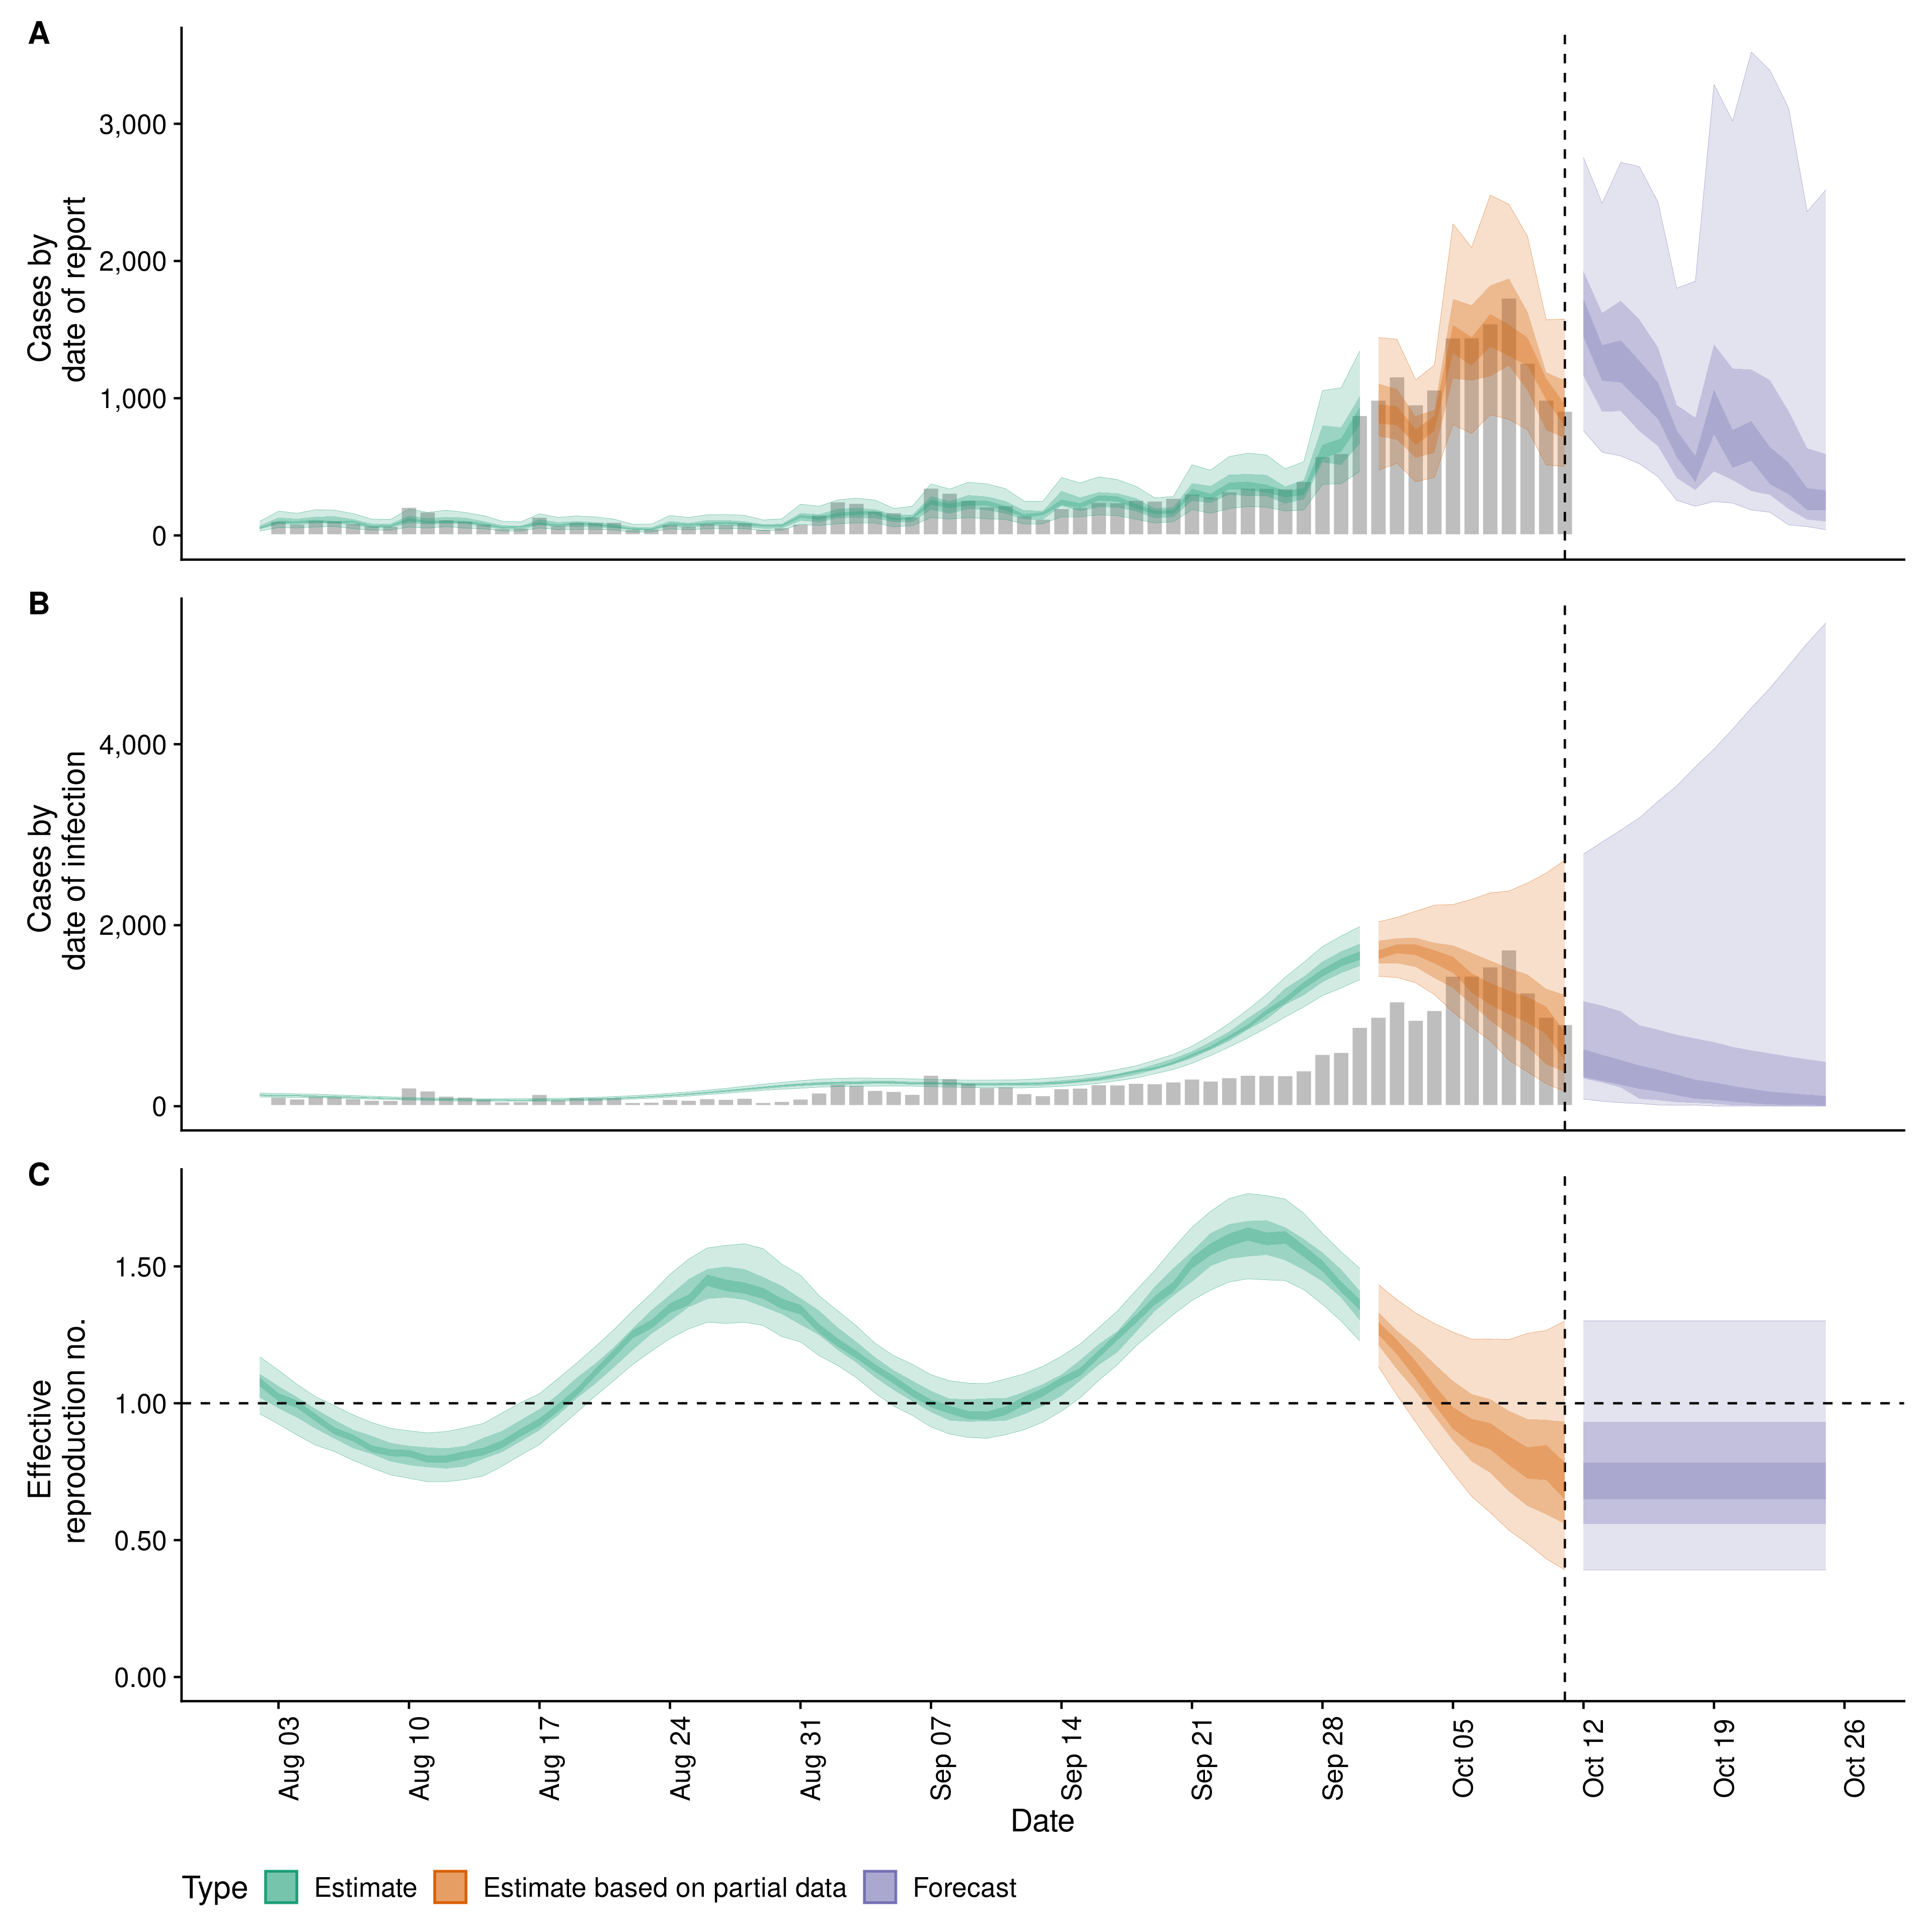 A
Cases by
date of report
3,000
2,000
1,000
0
B
Cases by
date of infection
4,000
2,000
0
C
Effective
reproduction no.
1.50
1.00
0.50
0.00
Aug 03
Aug 10
Aug 17
Aug 24
Aug 31
Sep 07
Sep 14
Sep 21
Sep 28
Oct 05
Oct 12
Oct 19
Oct 26
Date
Type Estimate Estimate based on partial data Forecast